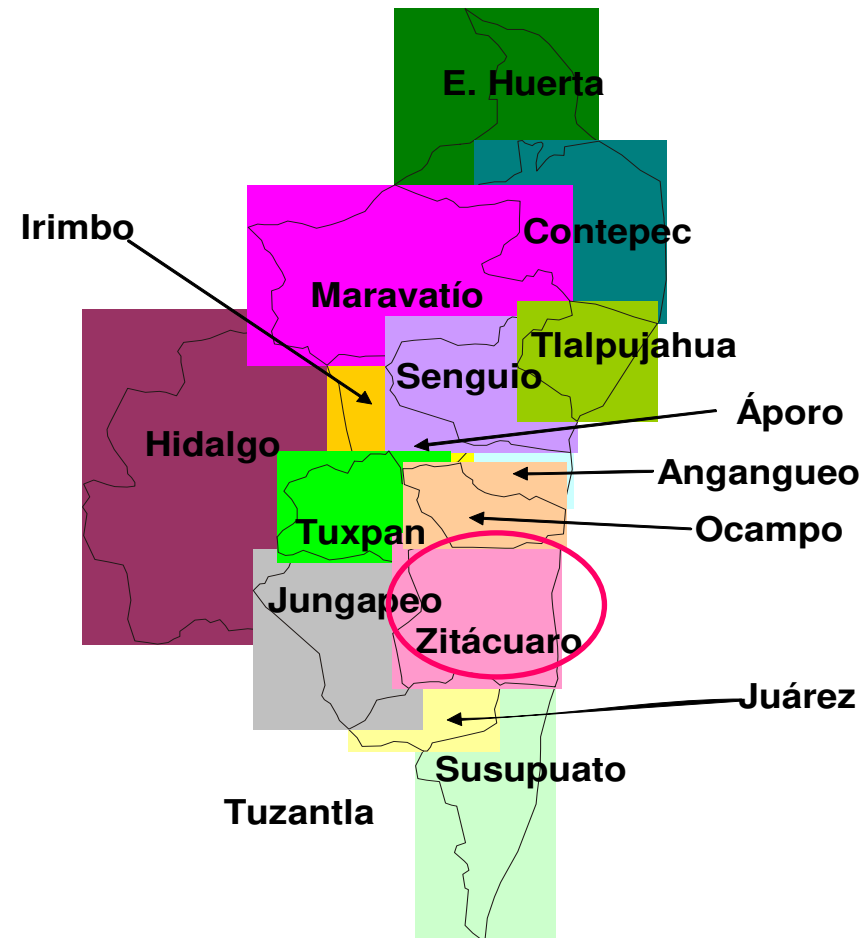 E. Huerta
Irimbo
Contepec
Maravatío
Tlalpujahua
Senguio
Áporo
Hidalgo
Angangueo
Ocampo
Tuxpan
Jungapeo
Zitácuaro
Juárez
Susupuato
Tuzantla